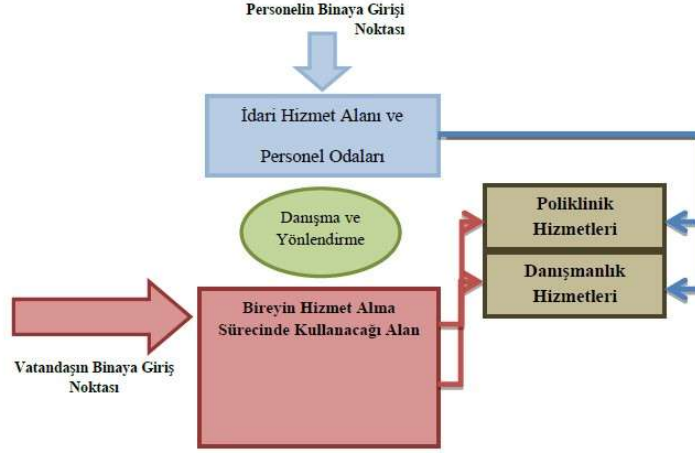 Personelin Binaya Girişi
Noktası
İdari Hizmet Alanı ve
Personel Odaları
Danışma ve
Yönlendirme
Poliklinik
Hizmetleri
Danışmanlık
Hizmetleri
Bireyin Hizmet Alma
Sürecinde Kullanacağı Alan
Vatandaşın Binaya Giriş
Noktası